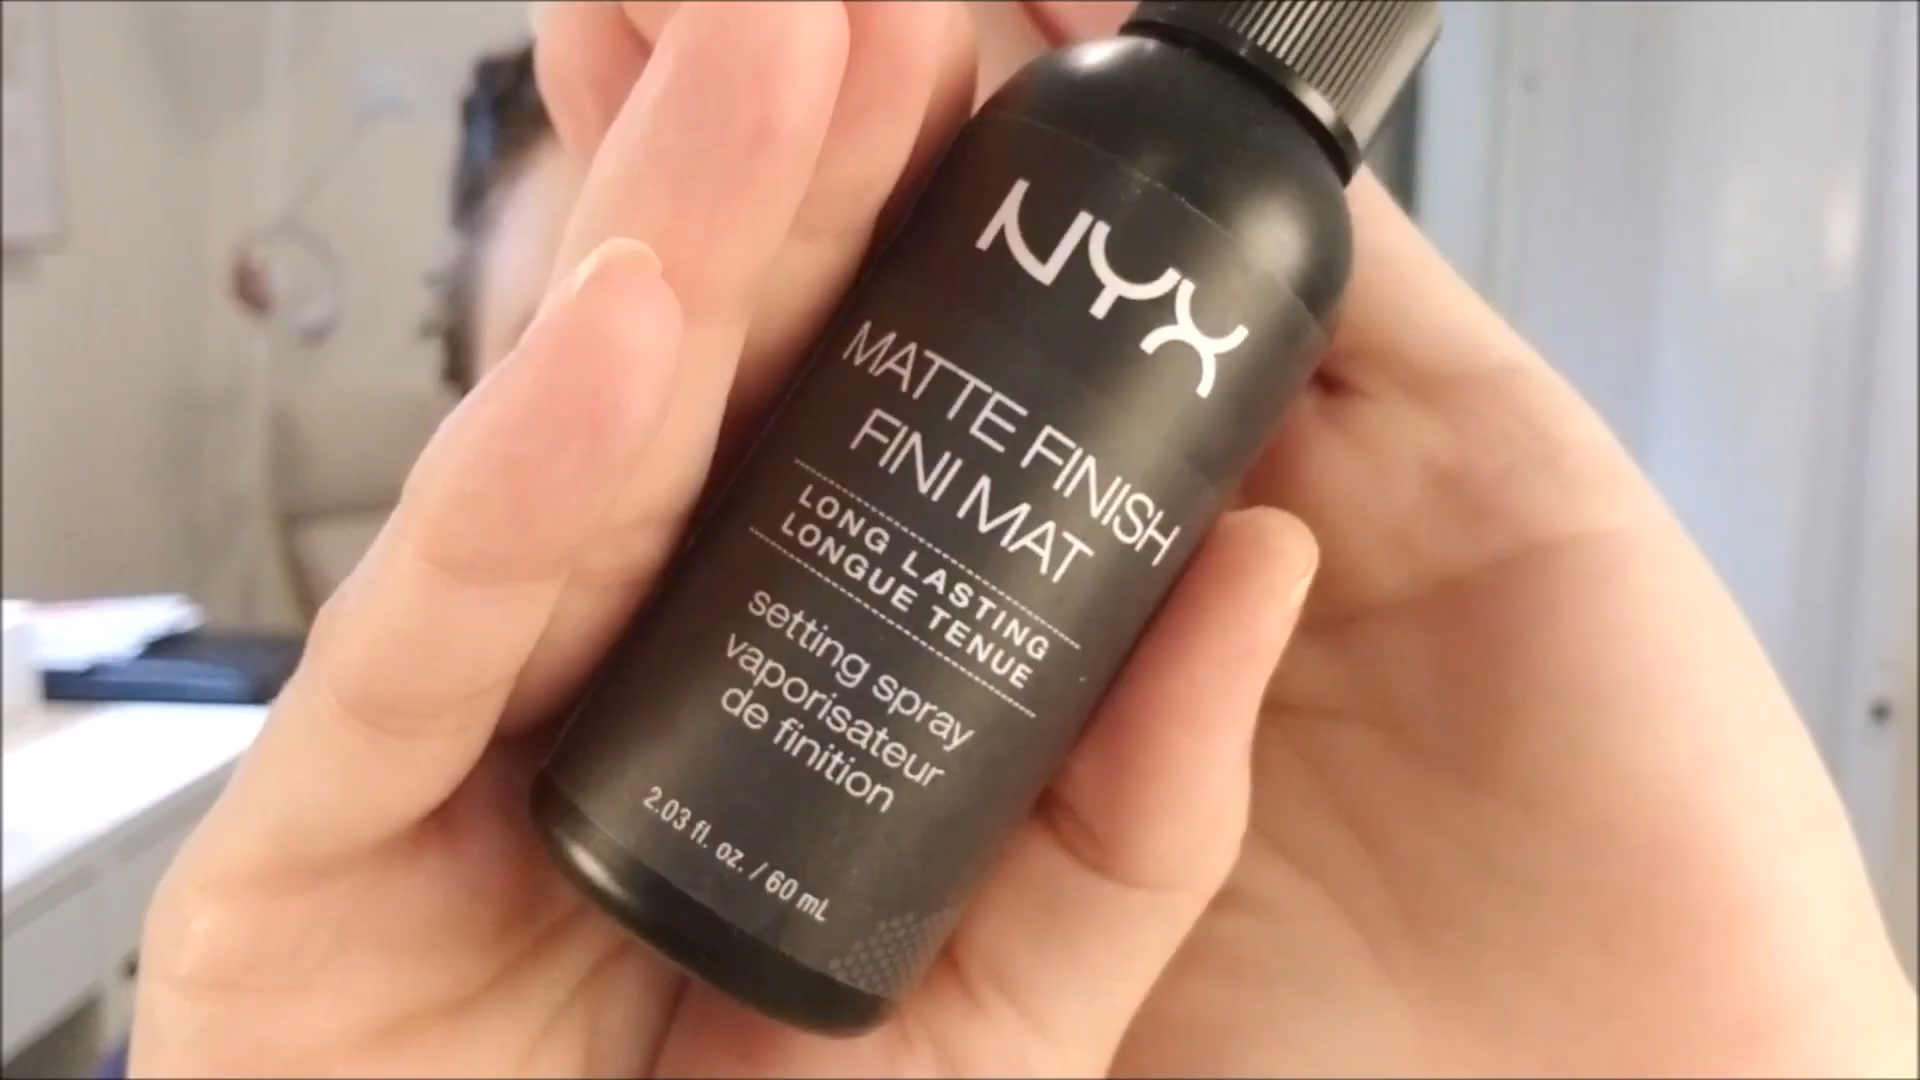 NYX
MATTE FINISH
FINI MAT
LONG LASTING
LONGUE TENUE
setting spray
vaporisateur
de finition
2.03 fl. oz. / 60 mL